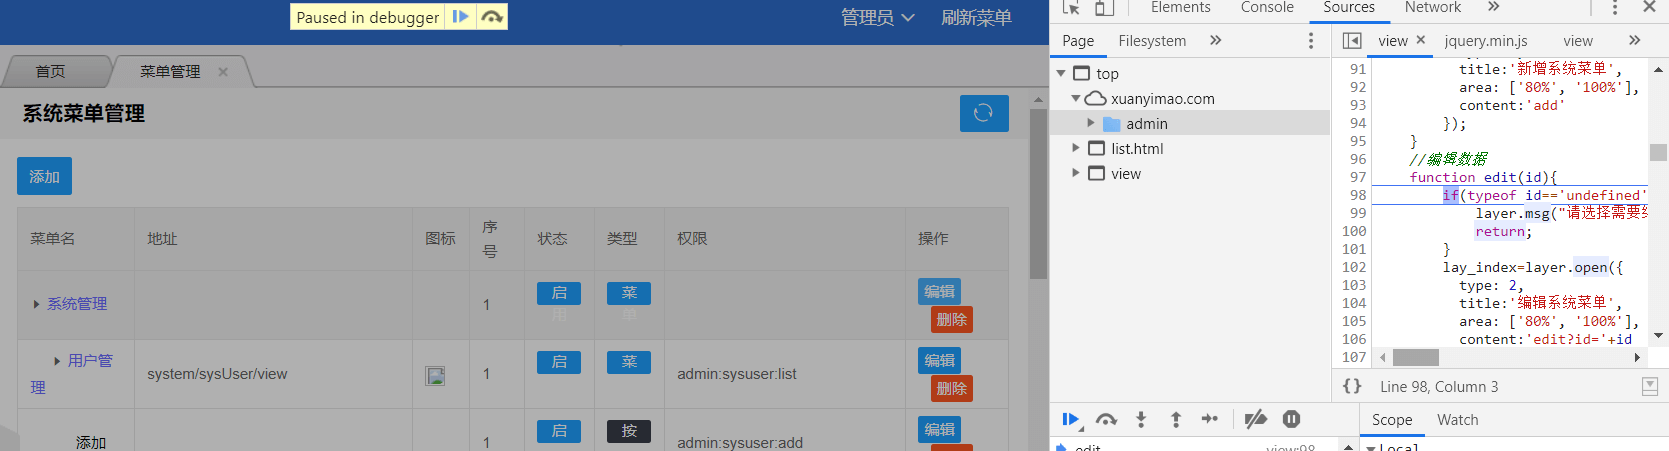 Paused in debugger
管理员
刷新菜单
首页
菜单管理
系统菜单管理
添加
菜单名
地址
图标
序号
状态
类型
权限
操作
系统管理
1
启用
菜单
编辑
删除
用户管理
system/sysUser/view
1
启
菜
admin:sysuser:list
编辑
删除
添加
1
启
按
admin:sysuser:add
编辑
Elements
Console
Sources
Network
Page
Filesystem
top
xuanyimao.com
admin
list.html
view
view
jquery.min.js
view
91 title:'新增系统菜单',
92 area: ['80%', '100%'],
93 content:'add'
94 });
95 }
96 //编辑数据
97 function edit(id){
98 if(typeof id=='undefined'
99 layer.msg("请选择需要
100 return;
101 }
102 lay_index=layer.open({
103 type: 2,
104 title:'编辑系统菜单',
105 area: ['80%', '100%'],
106 content:'edit?id='+id
107
{} Line 98, Column 3
Scope
Watch
edit
view:98
Local